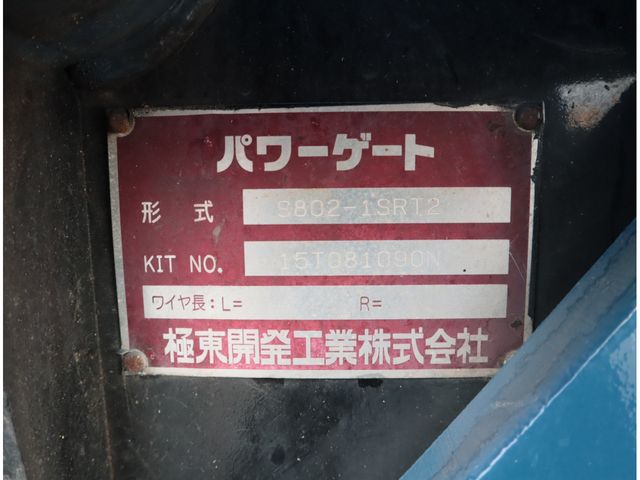 パワーゲート
形式 S802-1SRT2
KIT NO. 15T081090N
ワイヤ長:L= R=
極東開発工業株式会社